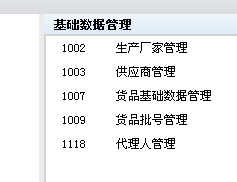 基础数据管理
1002 生产厂家管理
1003 供应商管理
1007 货品基础数据管理
1009 货品批号管理
1118 代理人管理